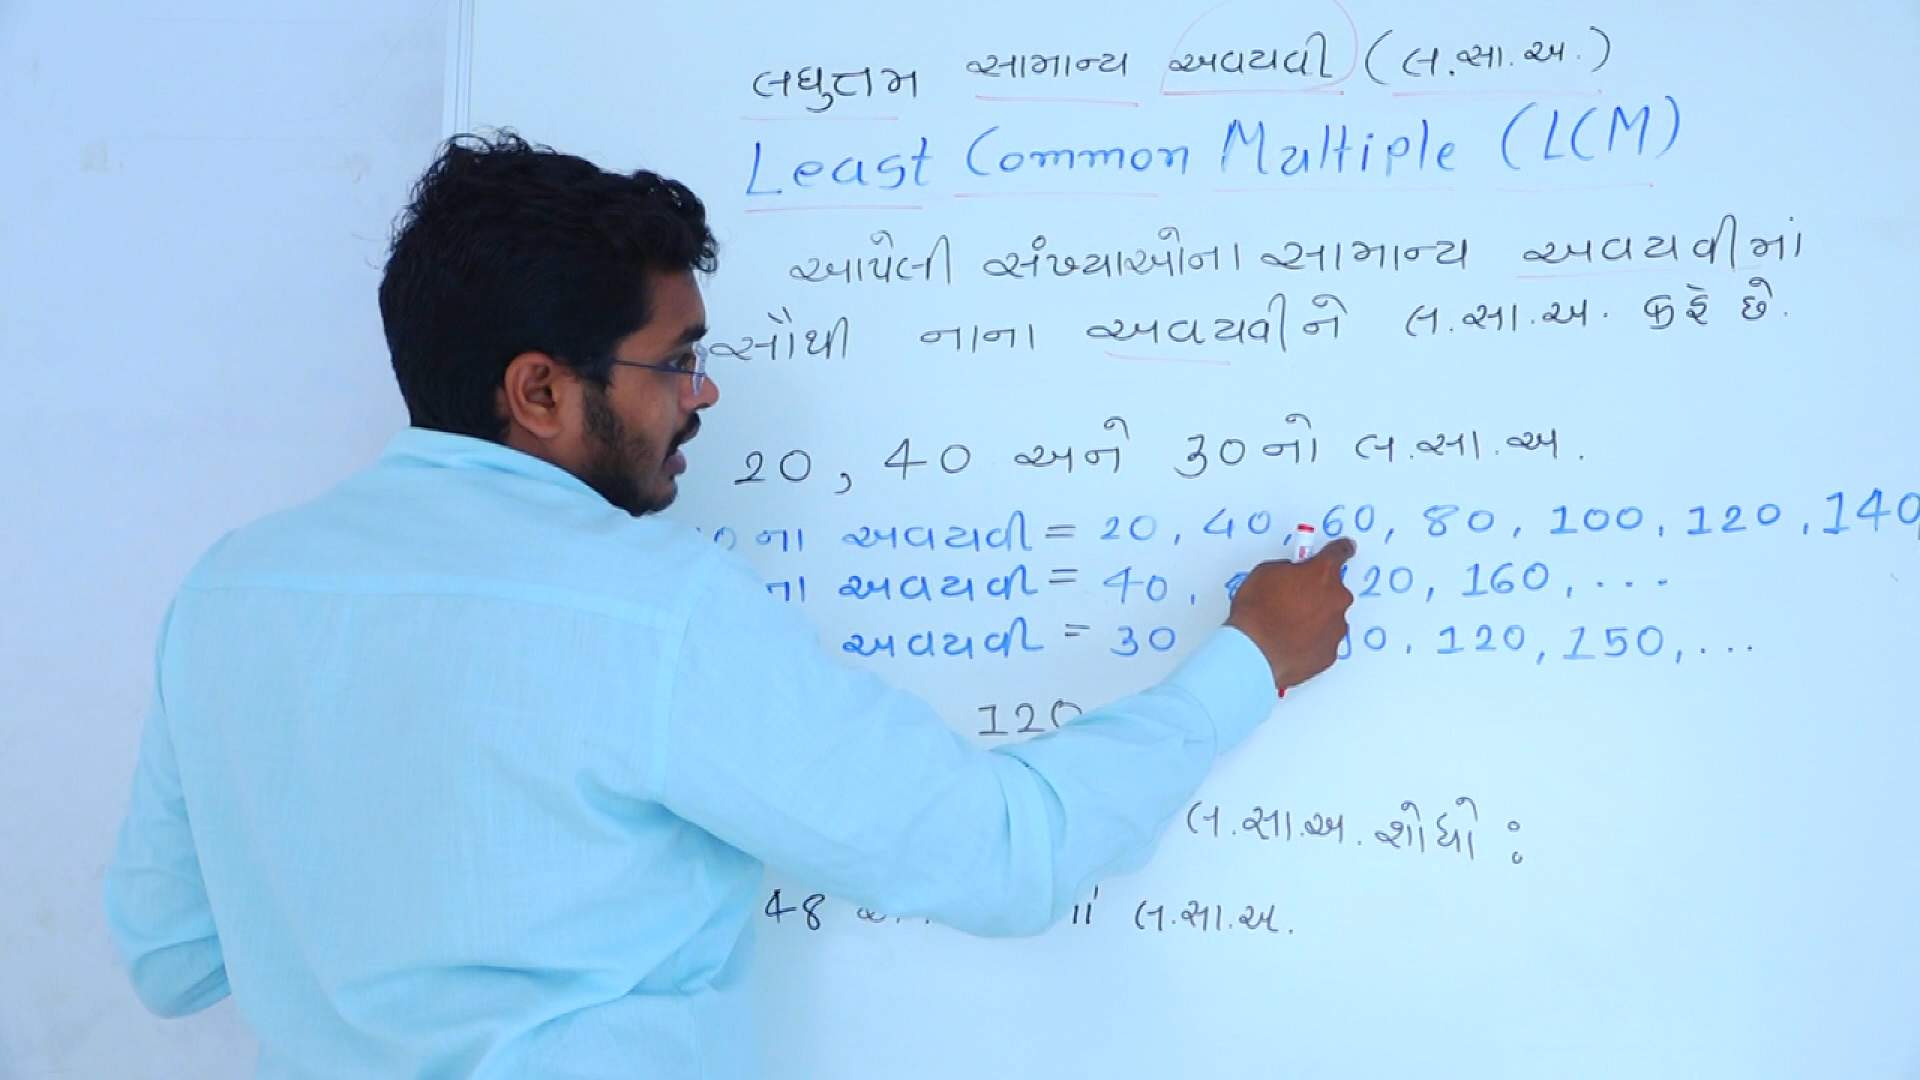 લઘુત્તમ સામાન્ય અવયવી (લ.સા.અ.)
Least Common Multiple (LCM)
આપેલી સંખ્યાઓના સામાન્ય અવયવીમાં
સૌથી નાના અવયવીને લ.સા.અ. કહે છે.
20, 40 અને 30નો લ.સા.અ.
ના અવયવી = 20, 40, 60, 80, 100, 120, 140
ના અવયવી = 40, 120, 160, ...
અવયવી = 30 120, 150, ...
120
લ.સા.અ. શોધો :
48 લ.સા.અ.